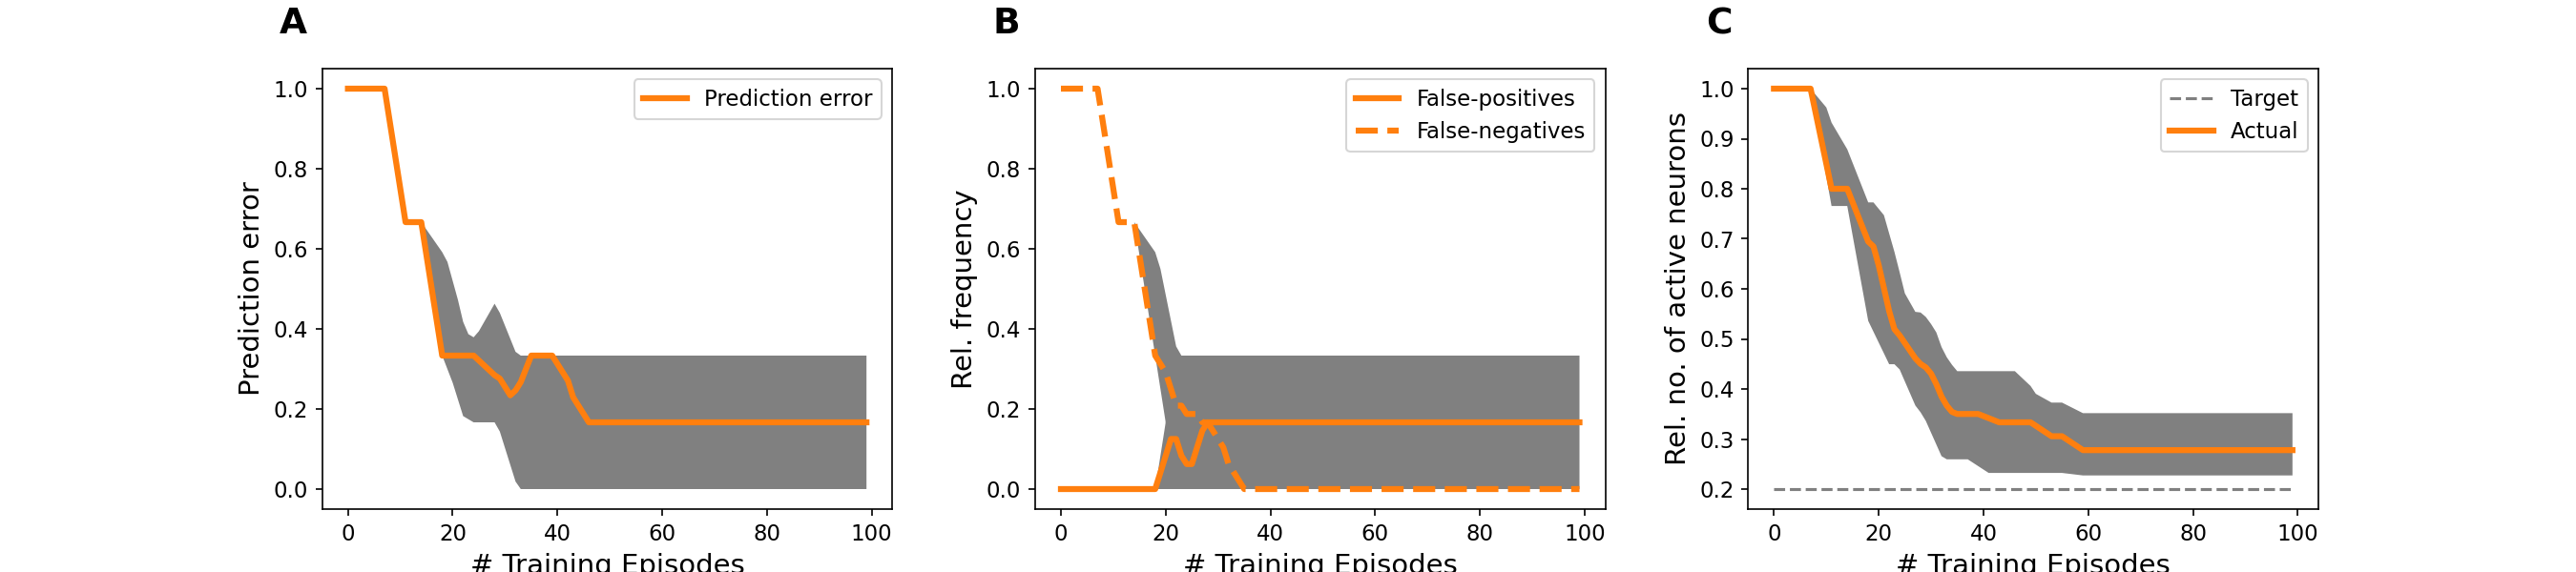 A
Prediction error
1.0
0.8
0.6
0.4
0.2
0.0
Prediction error
0
20
40
60
80
100
# Training Episodes
B
False-positives
False-negatives
1.0
0.8
0.6
0.4
0.2
0.0
Rel. frequency
0
20
40
60
80
100
# Training Episodes
C
Target
Actual
1.0
0.9
0.8
0.7
0.6
0.5
0.4
0.3
0.2
Rel. no. of active neurons
0
20
40
60
80
100
# Training Episodes